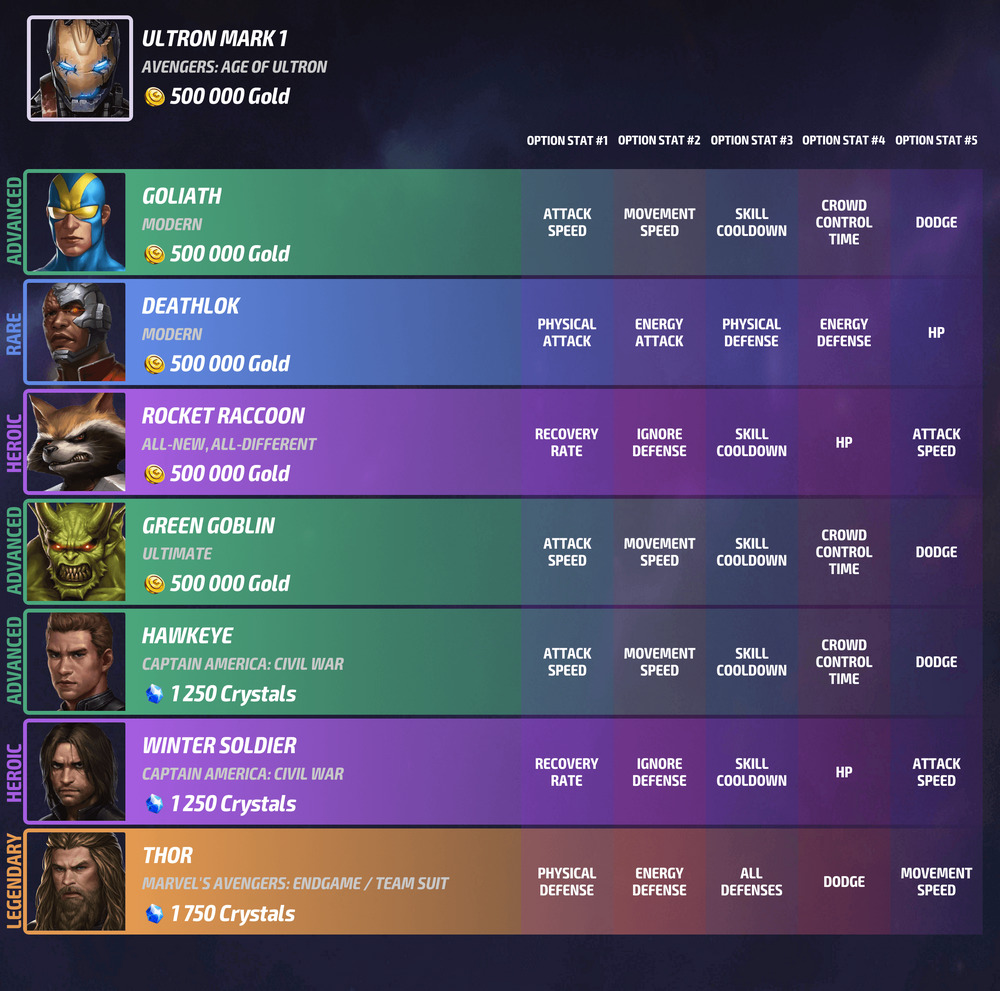 ULTRON MARK 1
AVENGERS: AGE OF ULTRON
500 000 Gold
OPTION STAT #1 OPTION STAT #2 OPTION STAT #3 OPTION STAT #4 OPTION STAT #5
ADVANCED
GOLIATH
MODERN
500 000 Gold
ATTACK
SPEED
MOVEMENT
SPEED
SKILL
COOLDOWN
CROWD
CONTROL
TIME
DODGE
RARE
DEATHLOK
MODERN
500 000 Gold
PHYSICAL
ATTACK
ENERGY
ATTACK
PHYSICAL
DEFENSE
ENERGY
DEFENSE
HP
HEROIC
ROCKET RACCOON
ALL-NEW, ALL-DIFFERENT
500 000 Gold
RECOVERY
RATE
IGNORE
DEFENSE
SKILL
COOLDOWN
HP
ATTACK
SPEED
ADVANCED
GREEN GOBLIN
ULTIMATE
500 000 Gold
ATTACK
SPEED
MOVEMENT
SPEED
SKILL
COOLDOWN
CROWD
CONTROL
TIME
DODGE
ADVANCED
HAWKEYE
CAPTAIN AMERICA: CIVIL WAR
1 250 Crystals
ATTACK
SPEED
MOVEMENT
SPEED
SKILL
COOLDOWN
CROWD
CONTROL
TIME
DODGE
HEROIC
WINTER SOLDIER
CAPTAIN AMERICA: CIVIL WAR
1 250 Crystals
RECOVERY
RATE
IGNORE
DEFENSE
SKILL
COOLDOWN
HP
ATTACK
SPEED
LEGENDARY
THOR
MARVEL'S AVENGERS: ENDGAME / TEAM SUIT
1 750 Crystals
PHYSICAL
DEFENSE
ENERGY
DEFENSE
ALL
DEFENSES
DODGE
MOVEMENT
SPEED